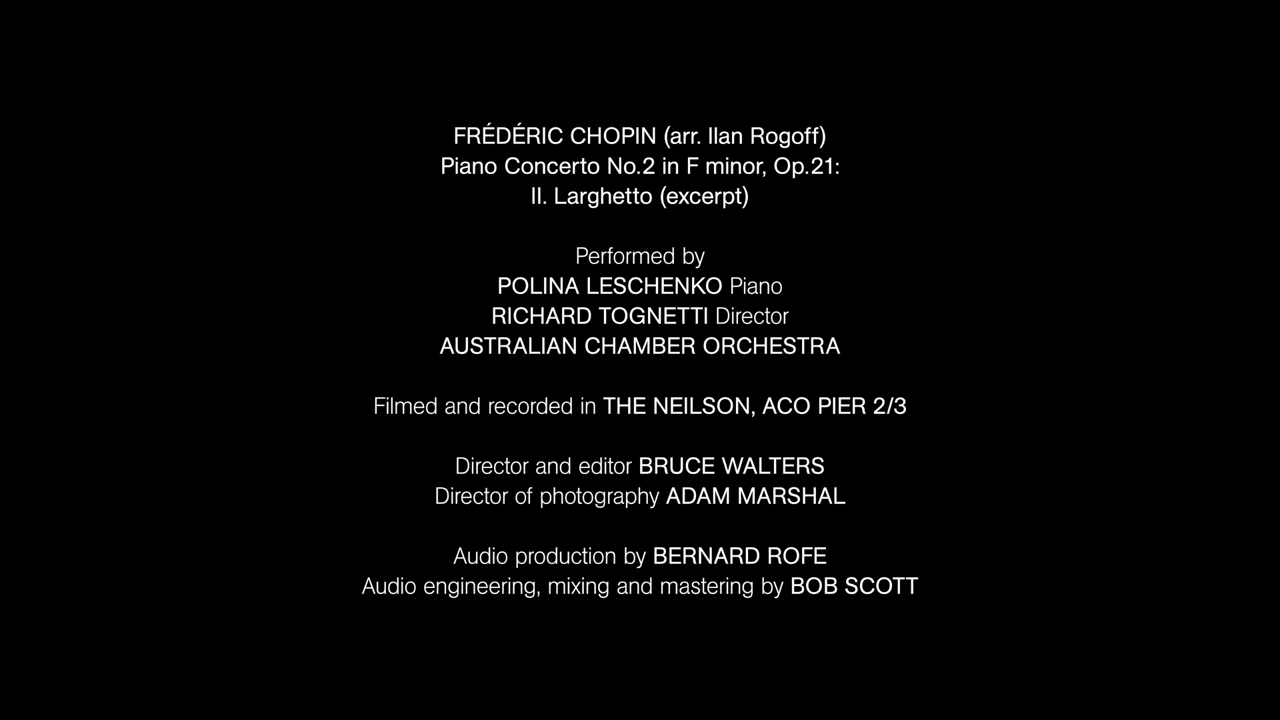 FRÉDÉRIC CHOPIN (arr. Ilan Rogoff)
Piano Concerto No.2 in F minor, Op.21:
II. Larghetto (excerpt)
Performed by
POLINA LESCHENKO Piano
RICHARD TOGNETTI Director
AUSTRALIAN CHAMBER ORCHESTRA
Filmed and recorded in THE NEILSON, ACO PIER 2/3
Director and editor BRUCE WALTERS
Director of photography ADAM MARSHAL
Audio production by BERNARD ROFE
Audio engineering, mixing and mastering by BOB SCOTT